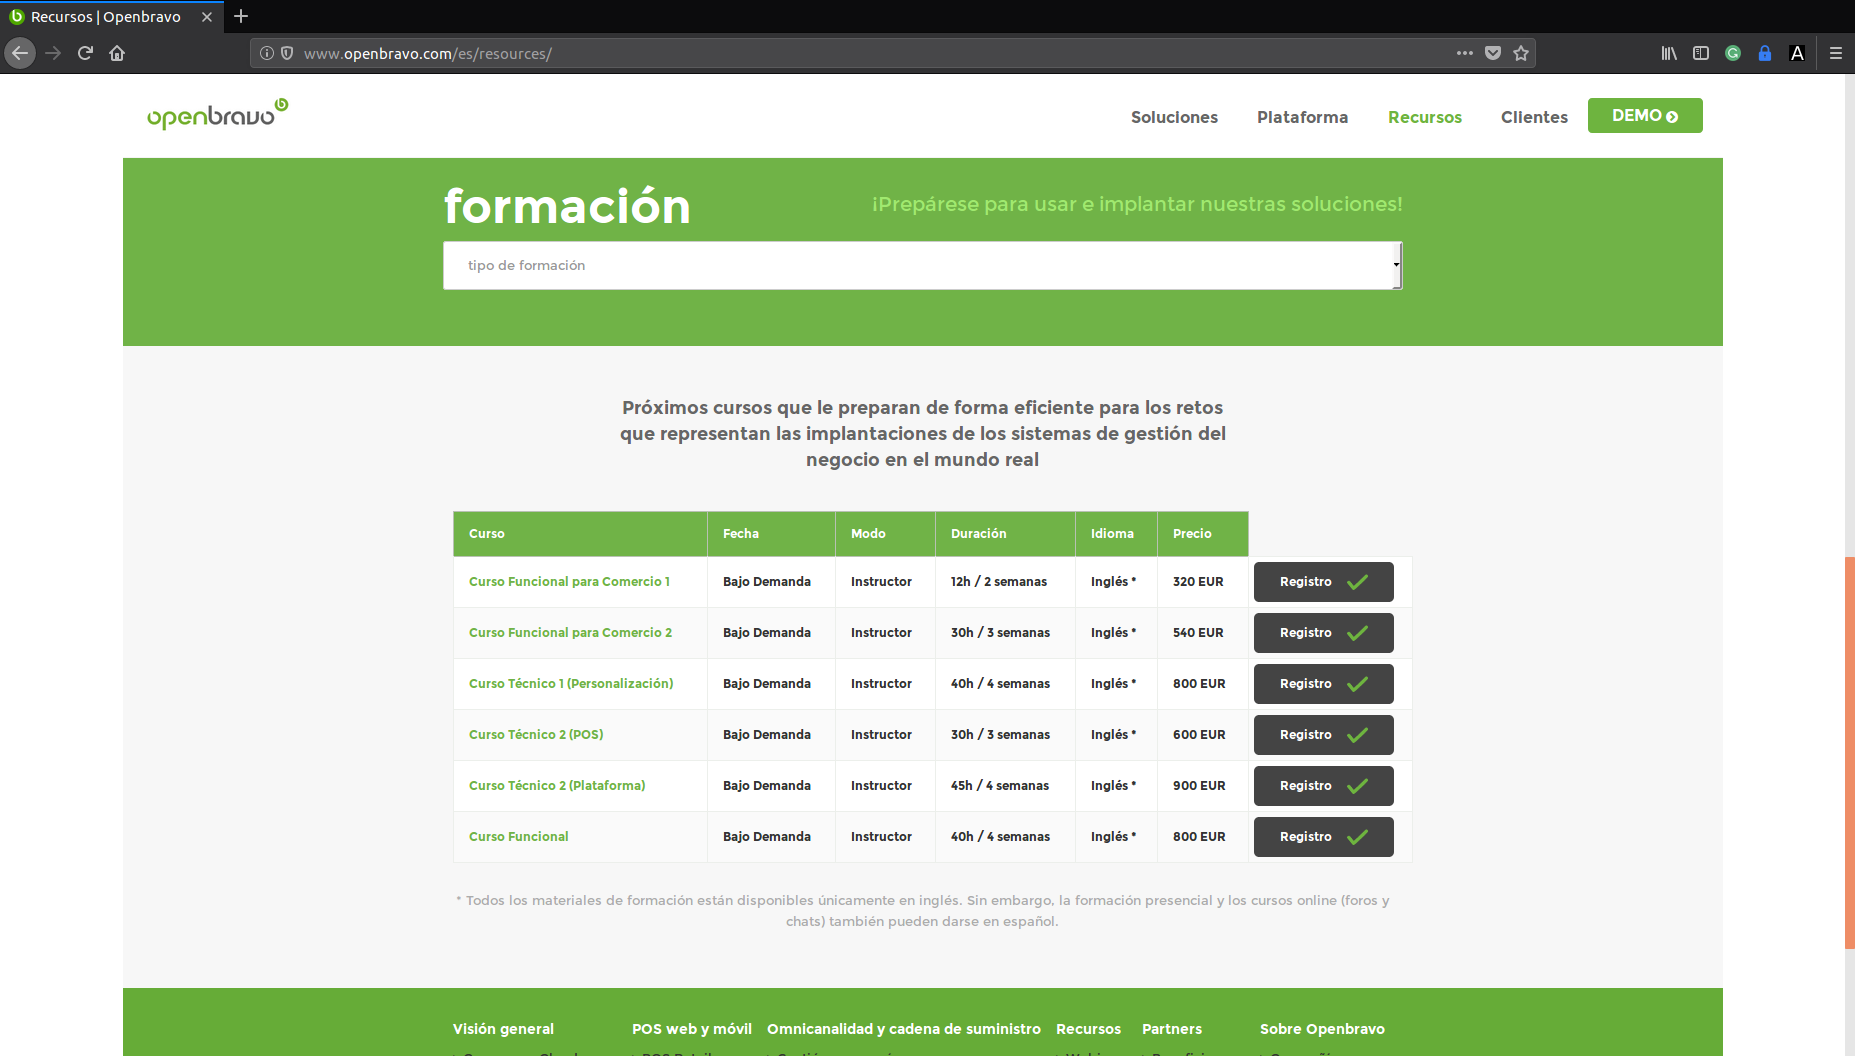 Recursos | Openbravo
www.openbravo.com/es/resources/
openbravo
Soluciones Plataforma Recursos Clientes DEMO
formación
¡Prepárese para usar e implantar nuestras soluciones!
tipo de formación
Próximos cursos que le preparan de forma eficiente para los retos
que representan las implantaciones de los sistemas de gestión del
negocio en el mundo real
Curso Fecha Modo Duración Idioma Precio
Curso Funcional para Comercio 1 Bajo Demanda Instructor 12h / 2 semanas Inglés * 320 EUR Registro
Curso Funcional para Comercio 2 Bajo Demanda Instructor 30h / 3 semanas Inglés * 540 EUR Registro
Curso Técnico 1 (Personalización) Bajo Demanda Instructor 40h / 4 semanas Inglés * 800 EUR Registro
Curso Técnico 2 (POS) Bajo Demanda Instructor 30h / 3 semanas Inglés * 600 EUR Registro
Curso Técnico 2 (Plataforma) Bajo Demanda Instructor 45h / 4 semanas Inglés * 900 EUR Registro
Curso Funcional Bajo Demanda Instructor 40h / 4 semanas Inglés * 800 EUR Registro
* Todos los materiales de formación están disponibles únicamente en inglés. Sin embargo, la formación presencial y los cursos online (foros y
chats) también pueden darse en español.
Visión general POS web y móvil Omnicanalidad y cadena de suministro Recursos Partners Sobre Openbravo